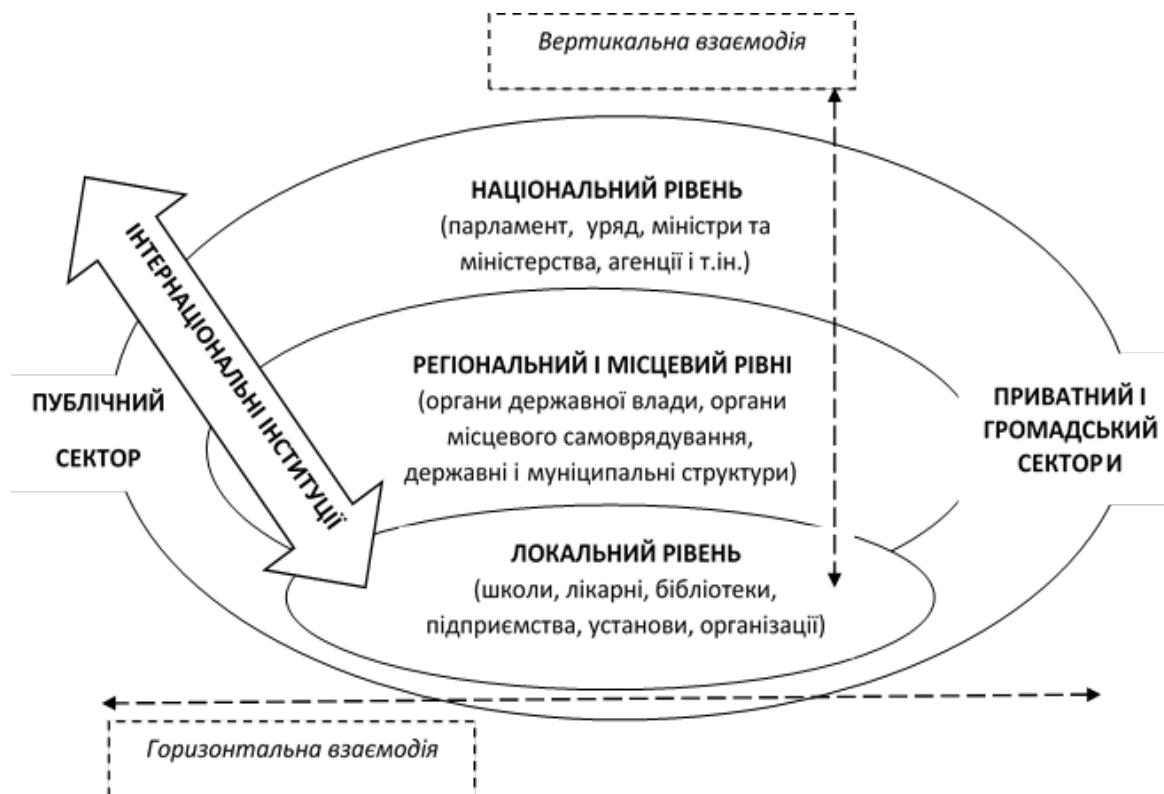 Вертикальна взаємодія
НАЦІОНАЛЬНИЙ РІВЕНЬ
(парламент, уряд, міністри та
міністерства, агенції і т.ін.)
ІНТЕРНАЦІОНАЛЬНІ ІНСТИТУЦІЇ
РЕГІОНАЛЬНИЙ І МІСЦЕВИЙ РІВНІ
(органи державної влади, органи
місцевого самоврядування,
державні і муніципальні структури)
ПУБЛІЧНИЙ
СЕКТОР
ПРИВАТНИЙ І
ГРОМАДСЬКИЙ
СЕКТОРИ
ЛОКАЛЬНИЙ РІВЕНЬ
(школи, лікарні, бібліотеки,
підприємства, установи, організації)
Горизонтальна взаємодія